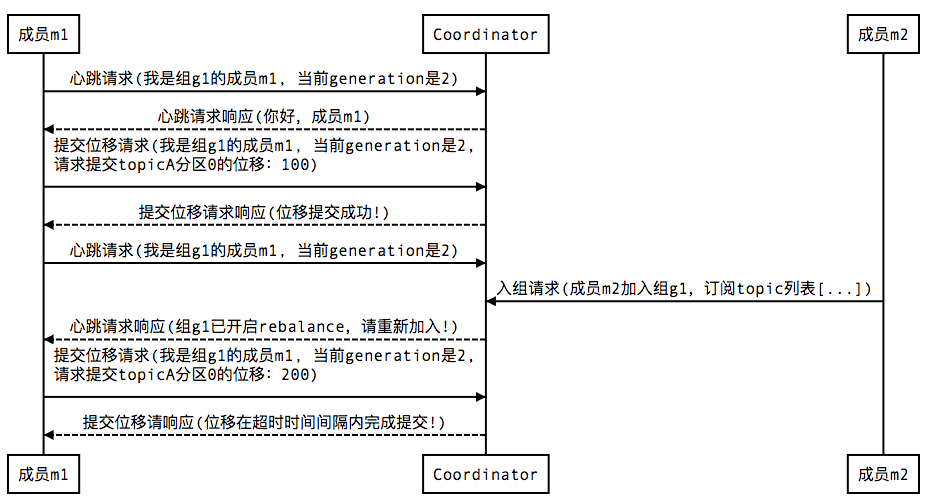 成员m1
Coordinator
成员m2
心跳请求(我是组g1的成员m1, 当前generation是2)
心跳请求响应(你好，成员m1)
提交位移请求(我是组g1的成员m1, 当前generation是2,
请求提交topicA分区0的位移：100)
提交位移请求响应(位移提交成功!)
心跳请求(我是组g1的成员m1, 当前generation是2)
入组请求(成员m2加入组g1，订阅topic列表[...])
心跳请求响应(组g1已开启rebalance，请重新加入!)
提交位移请求(我是组g1的成员m1, 当前generation是2,
请求提交topicA分区0的位移：200)
提交位移请响应(位移在超时时间间隔内完成提交!)
成员m1
Coordinator
成员m2